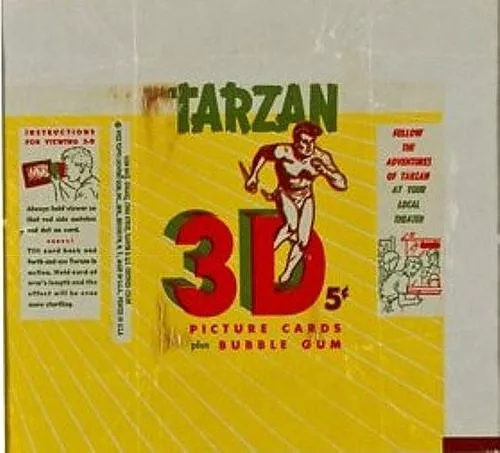 TARZAN
3D
5¢
PICTURE CARDS
plus BUBBLE GUM
INSTRUCTIONS
FOR VIEWING 3-D
Always hold viewer so
that red side matches
red dot on card.
Tilt card back and
forth and see Tarzan in
action. Hold card at
arm's length and the
effect will be even
more startling.
FOLLOW
THE
ADVENTURES
OF TARZAN
AT YOUR
LOCAL
THEATER